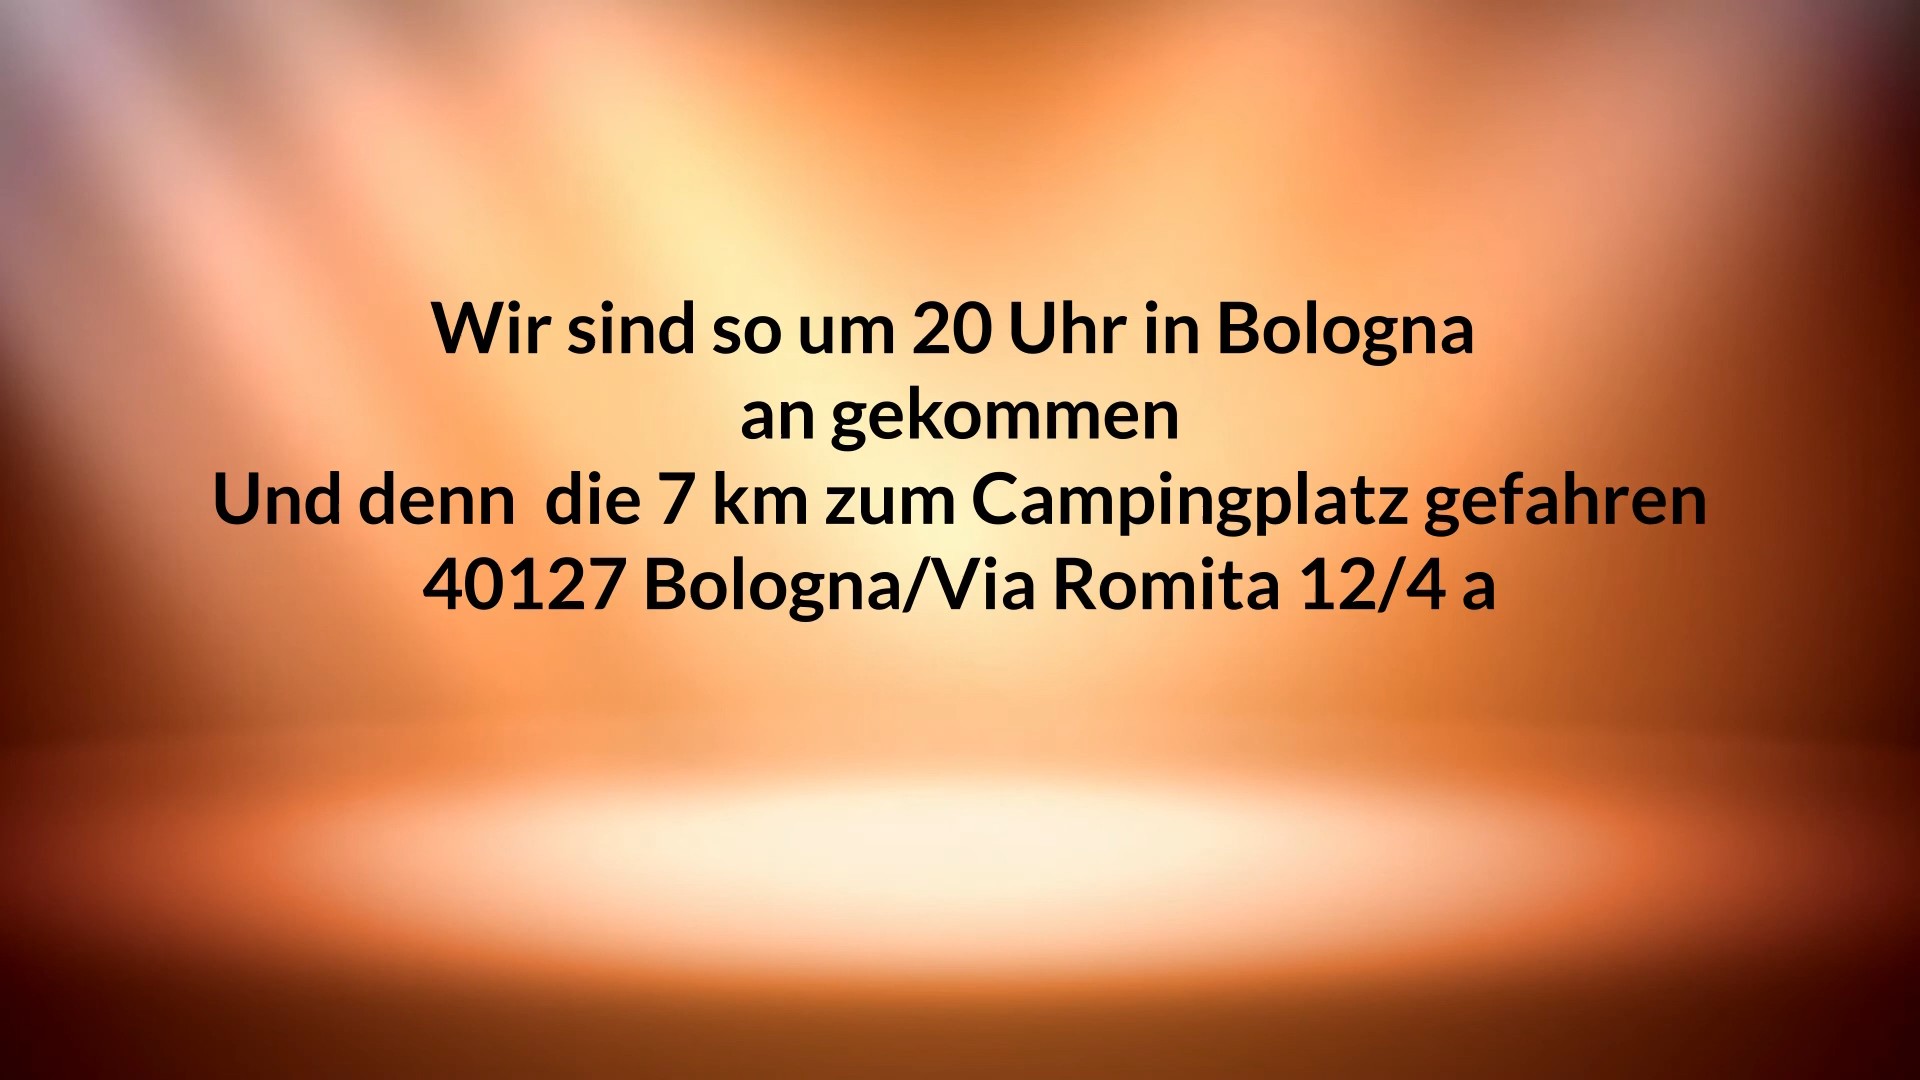 Wir sind so um 20 Uhr in Bologna
an gekommen
Und denn  die 7 km zum Campingplatz gefahren
40127 Bologna/Via Romita 12/4 a